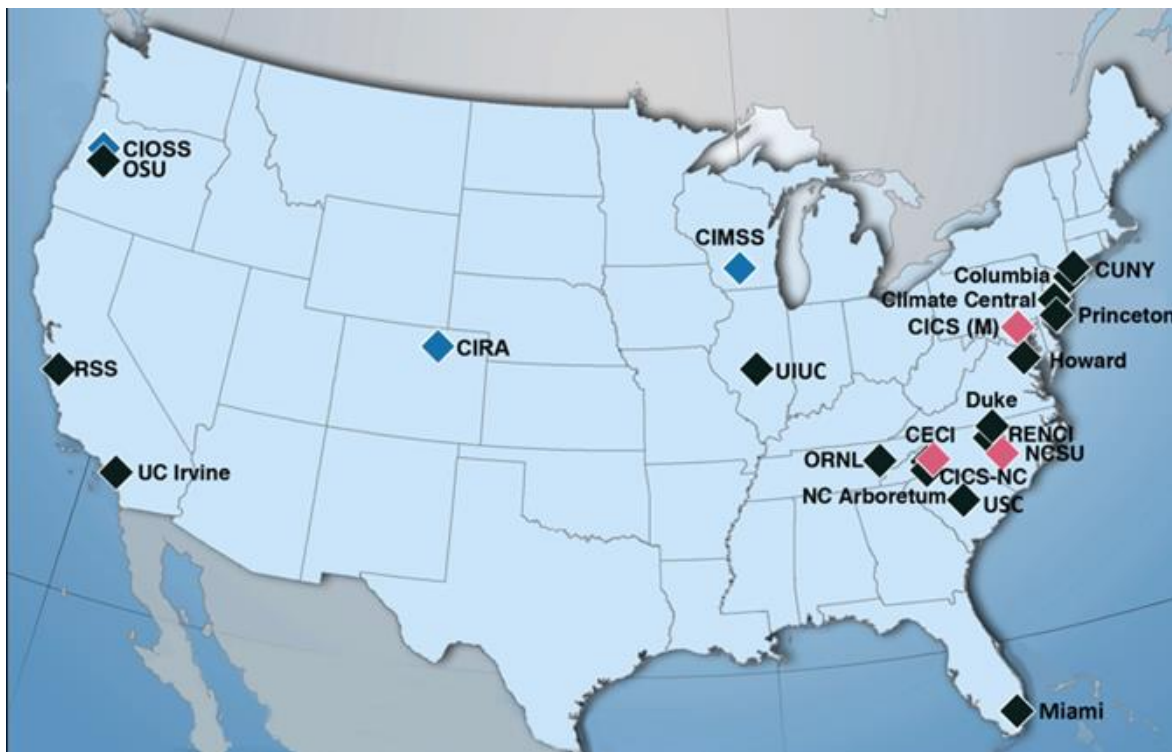 CIOSS
OSU
CIMSS
Columbia
CUNY
Climate Central
Princeton
CICS (M)
CIRA
RSS
UIUC
Howard
Duke
CECI
RENCI
NCSU
ORNL
UC Irvine
CICS-NC
NC Arboretum
USC
Miami